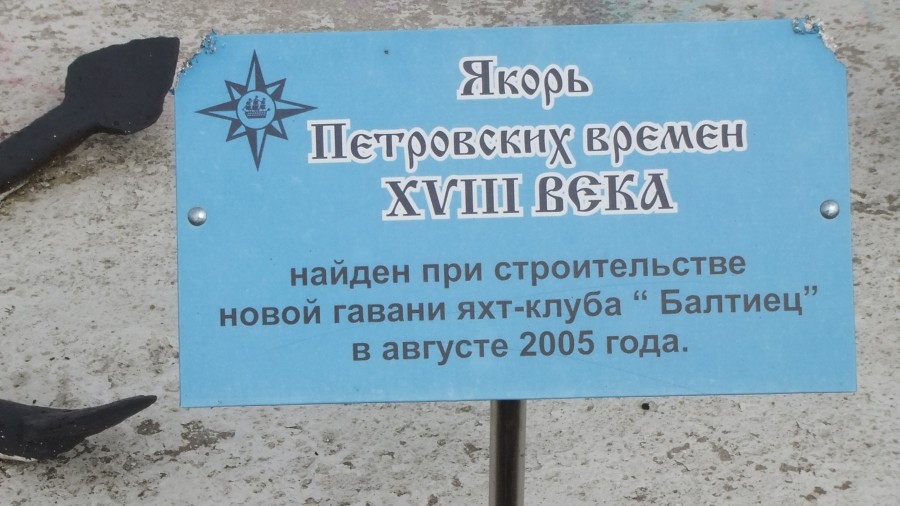 Якорь
Петровских времен
XVIII ВЕКА
найден при строительстве
новой гавани яхт-клуба “ Балтиец”
в августе 2005 года.